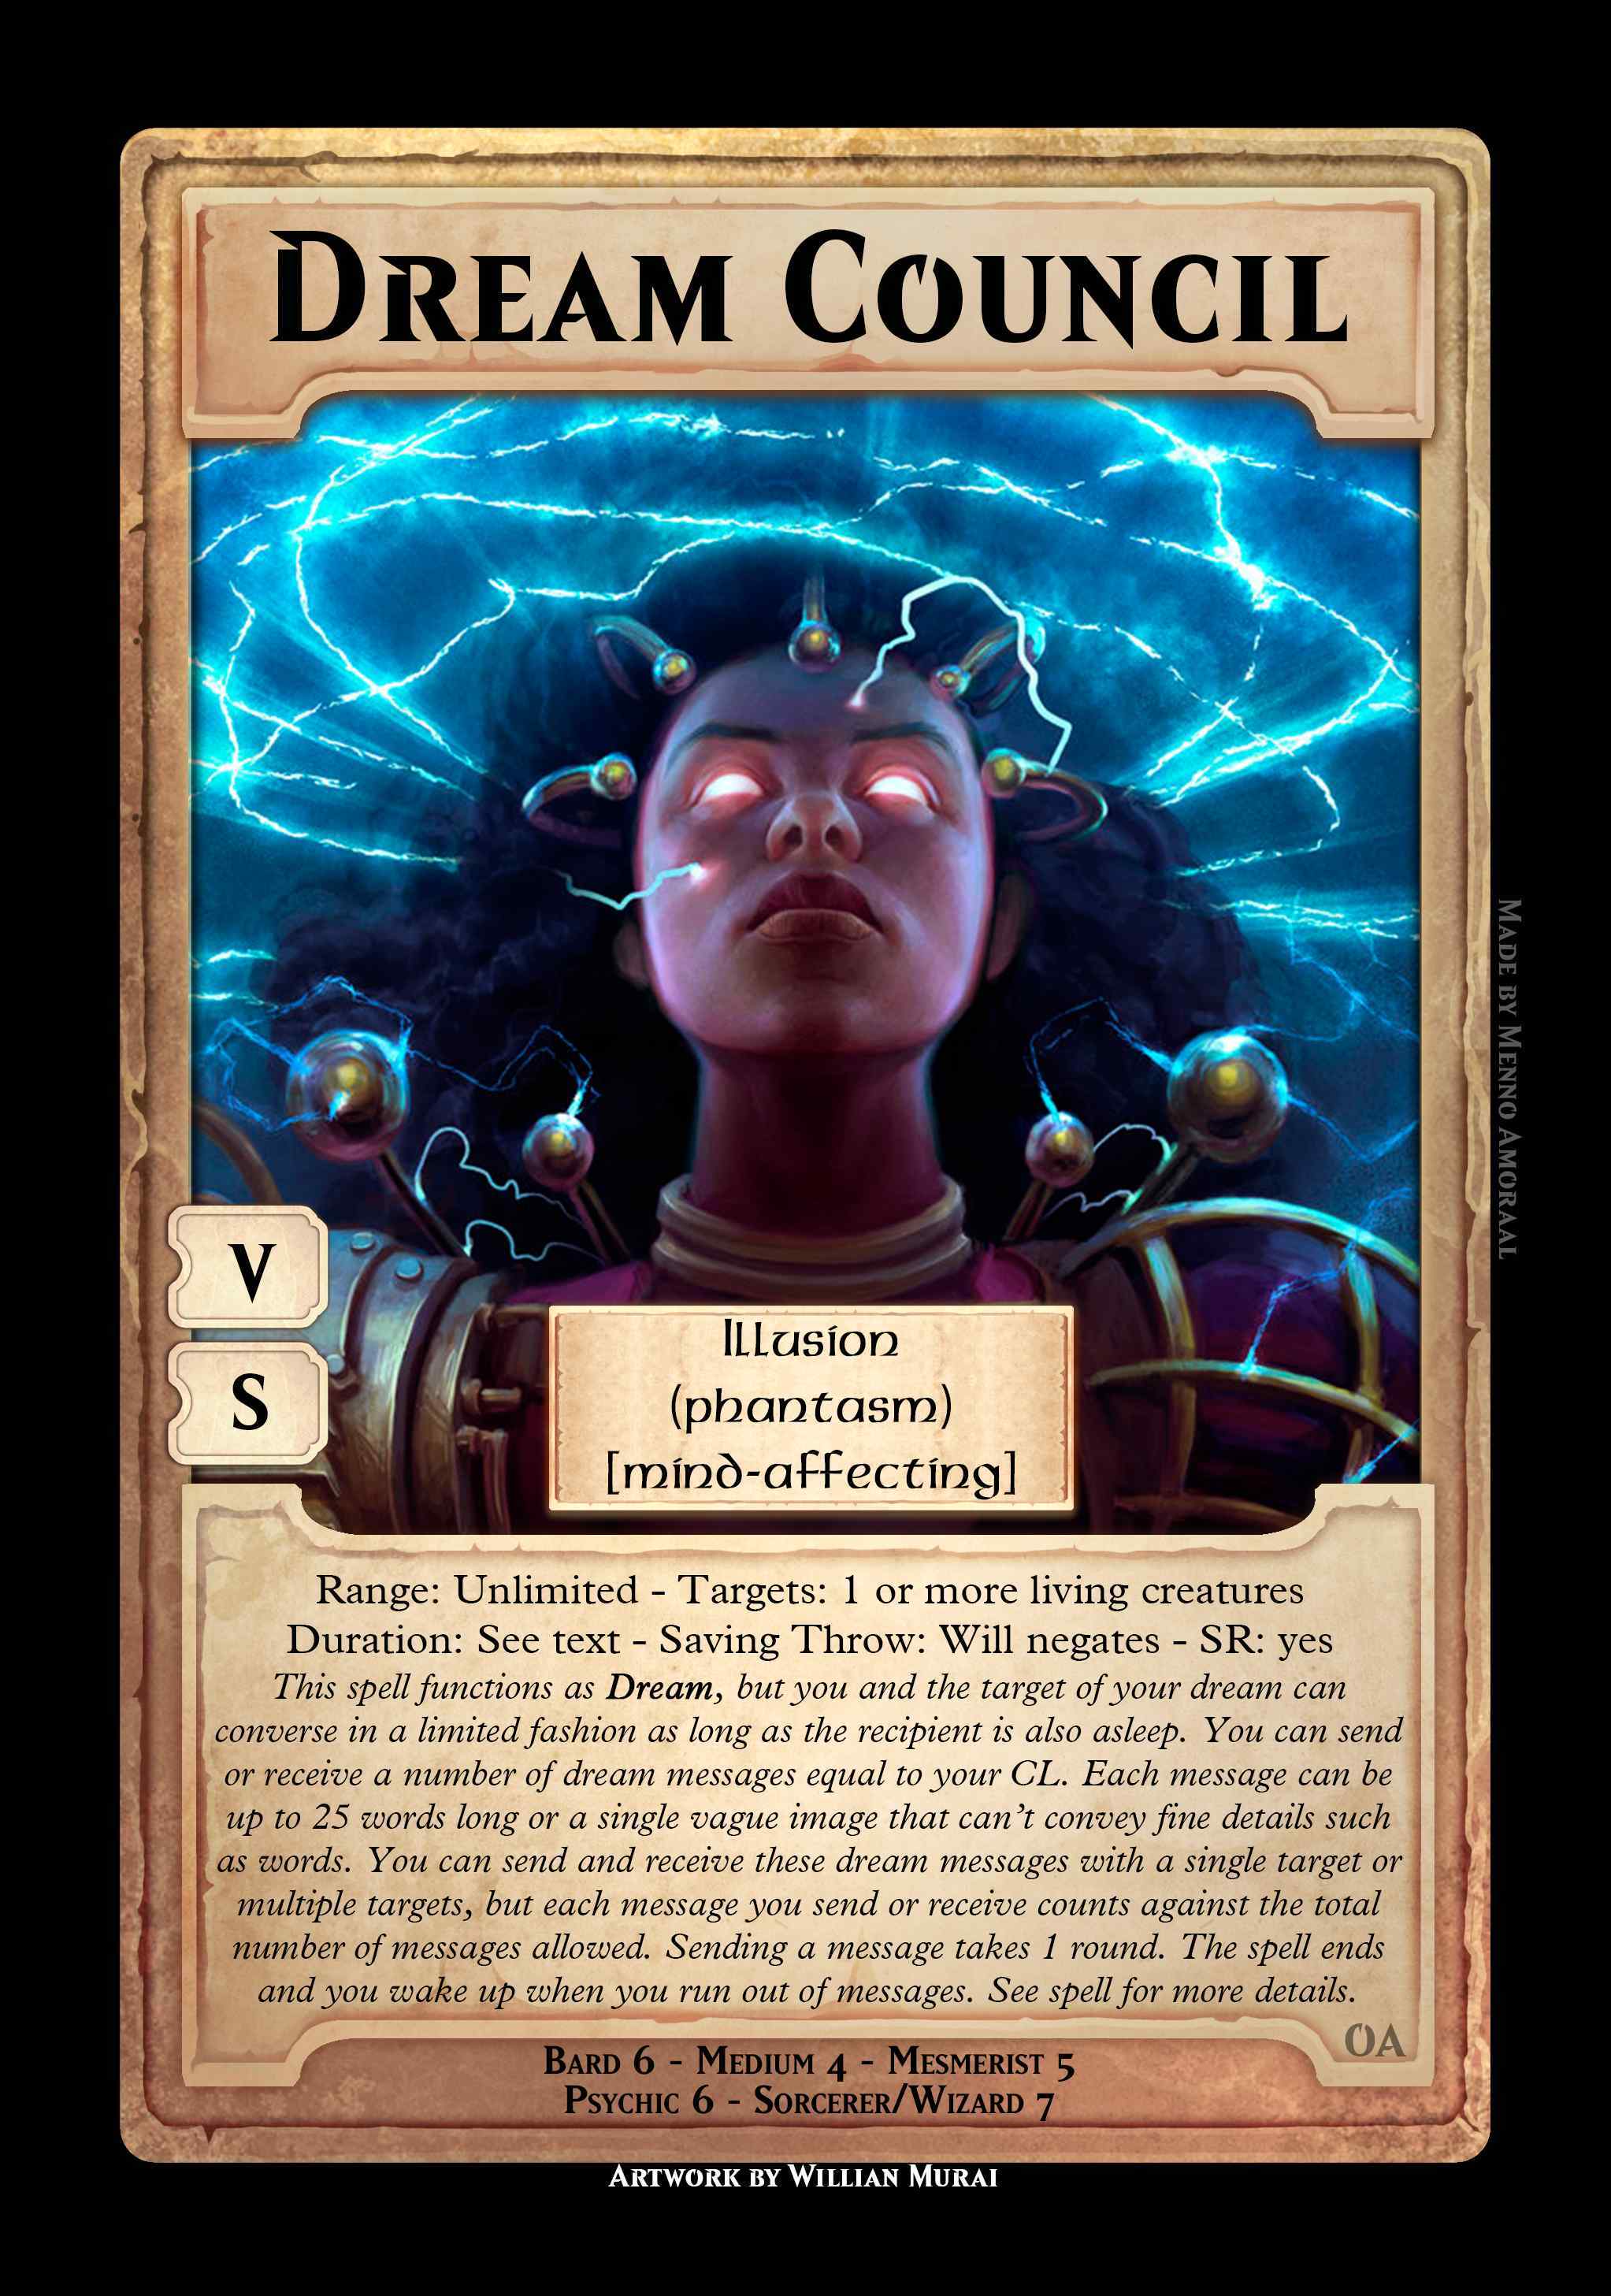 Dream Council
V
S
Illusion
(phantasm)
[mind-affecting]
Range: Unlimited - Targets: 1 or more living creatures
Duration: See text - Saving Throw: Will negates - SR: yes
This spell functions as Dream, but you and the target of your dream can
converse in a limited fashion as long as the recipient is also asleep. You can send
or receive a number of dream messages equal to your CL. Each message can be
up to 25 words long or a single vague image that can't convey fine details such
as words. You can send and receive these dream messages with a single target or
multiple targets, but each message you send or receive counts against the total
number of messages allowed. Sending a message takes 1 round. The spell ends
and you wake up when you run out of messages. See spell for more details.
OA
Bard 6 - Medium 4 - Mesmerist 5
Psychic 6 - Sorcerer/Wizard 7
Artwork by Willian Murai
Made by Menno Amoraal